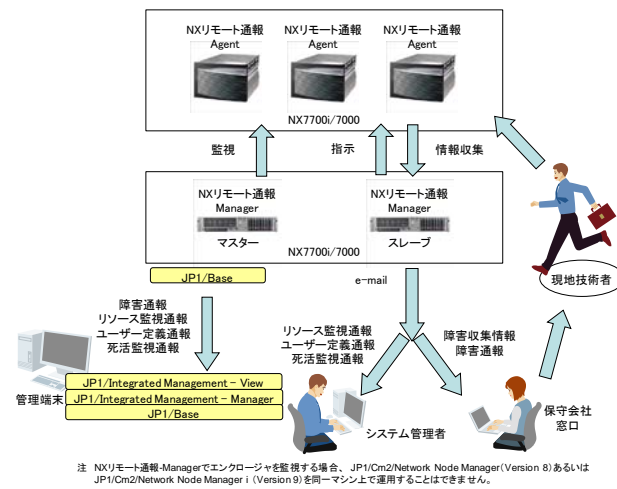 NXリモート通報
Agent
NXリモート通報
Agent
NXリモート通報
Agent
NX7700i/7000
監視
指示
情報収集
NXリモート通報
Manager
マスター
NXリモート通報
Manager
スレーブ
NX7700i/7000
JP1/Base
e-mail
現地技術者
障害通報
リソース監視通報
ユーザー定義通報
死活監視通報
リソース監視通報
ユーザー定義通報
死活監視通報
障害収集情報
障害通報
管理端末
JP1/Integrated Management - View
JP1/Integrated Management - Manager
JP1/Base
システム管理者
保守会社
窓口
注 NXリモート通報-Managerでエンクロージャを監視する場合、JP1/Cm2/Network Node Manager(Version 8)あるいは
JP1/Cm2/Network Node Manager i (Version 9)を同一マシン上で運用することはできません。